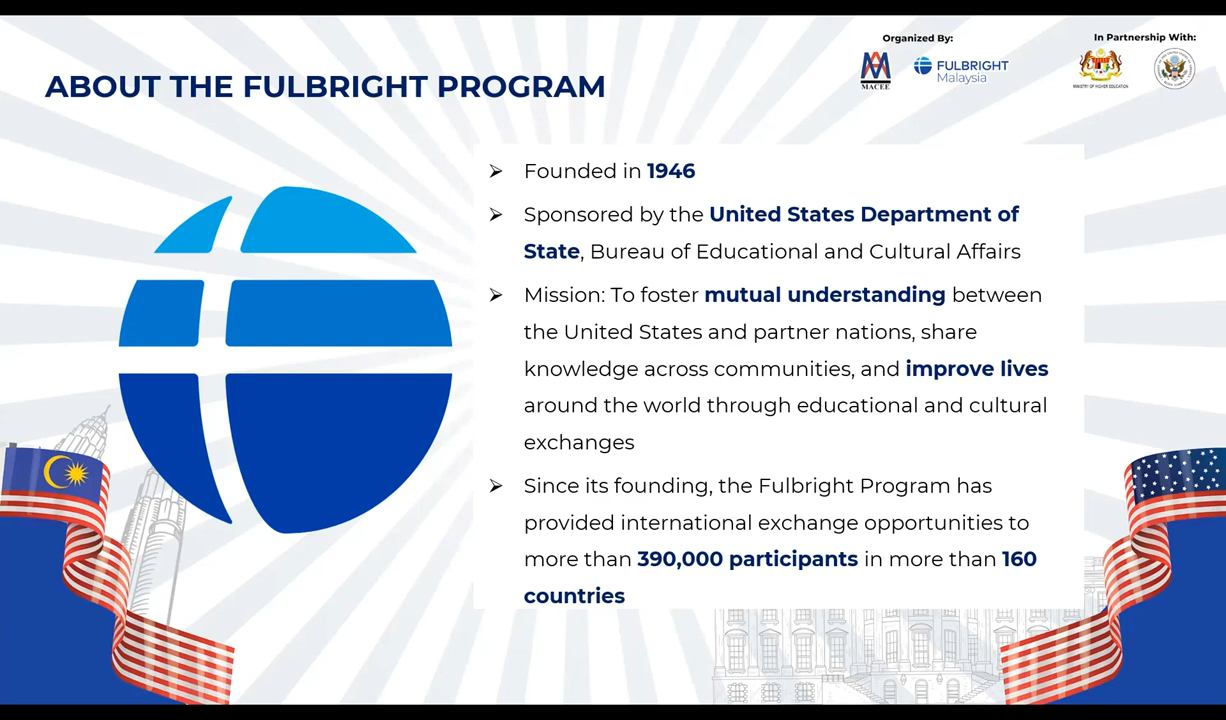 Organized By:
In Partnership With:
MACEE
FULBRIGHT
Malaysia
MINISTRY OF HIGHER EDUCATION
ABOUT THE FULBRIGHT PROGRAM
➢ Founded in 1946
➢ Sponsored by the United States Department of
State, Bureau of Educational and Cultural Affairs
➢ Mission: To foster mutual understanding between
the United States and partner nations, share
knowledge across communities, and improve lives
around the world through educational and cultural
exchanges
➢ Since its founding, the Fulbright Program has
provided international exchange opportunities to
more than 390,000 participants in more than 160
countries